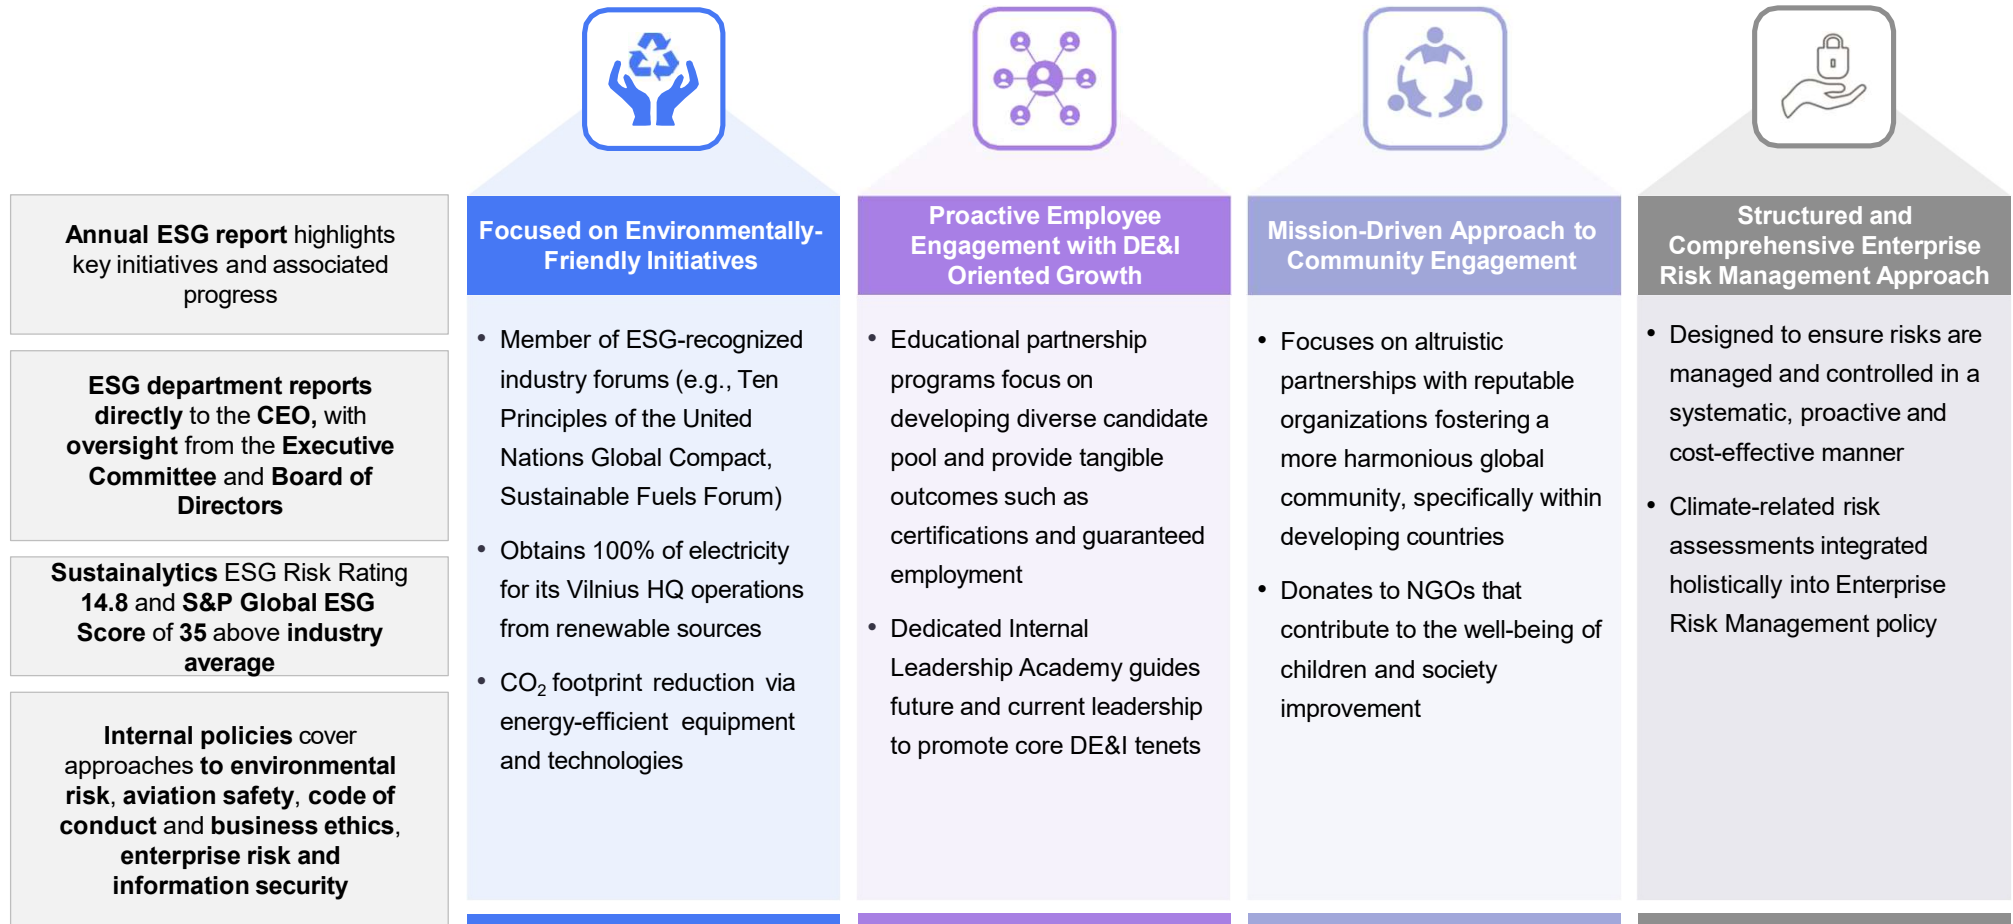 Annual ESG report highlights
key initiatives and associated
progress
ESG department reports
directly to the CEO, with
oversight from the Executive
Committee and Board of
Directors
Sustainalytics ESG Risk Rating
14.8 and S&P Global ESG
Score of 35 above industry
average
Internal policies cover
approaches to environmental
risk, aviation safety, code of
conduct and business ethics,
enterprise risk and
information security
Focused on Environmentally-
Friendly Initiatives
• Member of ESG-recognized
industry forums (e.g., Ten
Principles of the United
Nations Global Compact,
Sustainable Fuels Forum)
• Obtains 100% of electricity
for its Vilnius HQ operations
from renewable sources
• CO₂ footprint reduction via
energy-efficient equipment
and technologies
Proactive Employee
Engagement with DE&I
Oriented Growth
• Educational partnership
programs focus on
developing diverse candidate
pool and provide tangible
outcomes such as
certifications and guaranteed
employment
• Dedicated Internal
Leadership Academy guides
future and current leadership
to promote core DE&I tenets
Mission-Driven Approach to
Community Engagement
• Focuses on altruistic
partnerships with reputable
organizations fostering a
more harmonious global
community, specifically within
developing countries
• Donates to NGOs that
contribute to the well-being of
children and society
improvement
Structured and
Comprehensive Enterprise
Risk Management Approach
• Designed to ensure risks are
managed and controlled in a
systematic, proactive and
cost-effective manner
• Climate-related risk
assessments integrated
holistically into Enterprise
Risk Management policy